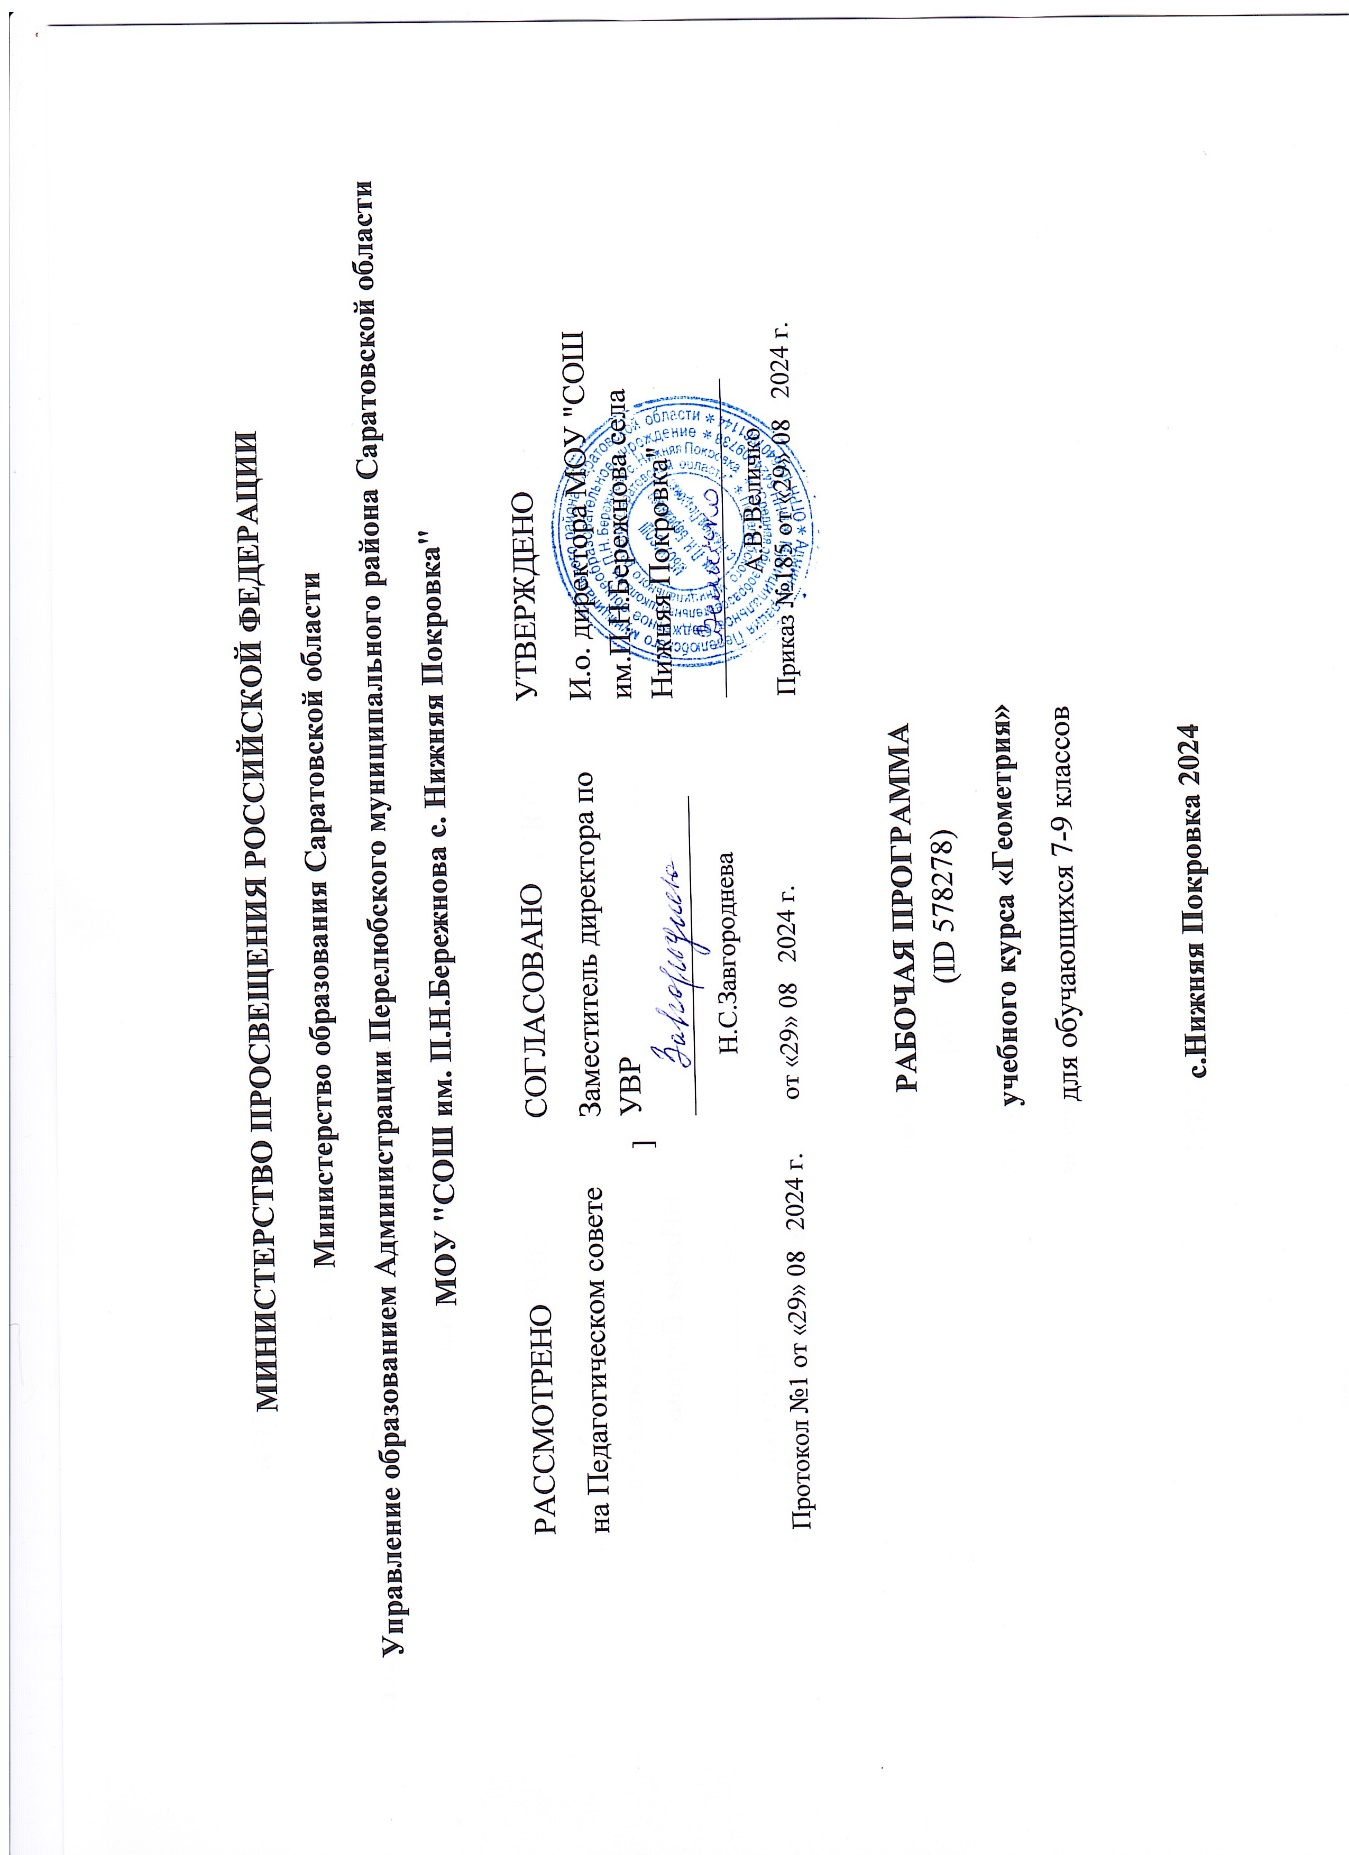 МИНИСТЕРСТВО ПРОСВЕЩЕНИЯ РОССИЙСКОЙ ФЕДЕРАЦИИ
Министерство образования Саратовской области
Управление образованием Администрации Перелюбского муниципального района Саратовской области
МОУ "СОШ им. П.Н.Бережнова с. Нижняя Покровка"
РАССМОТРЕНО
на Педагогическом совете
Протокол №1 от «29» 08 2024 г.
СОГЛАСОВАНО
Заместитель директора по
УВР
]
Н.С.Завгороднева
от «29» 08 2024 г.
УТВЕРЖДЕНО
И.о. директора МОУ "СОШ
им.П.Н.Бережнова села
Нижняя Покровка"
А.В.Величко
Приказ №185 от «29» 08 2024 г.
РАБОЧАЯ ПРОГРАММА
(ID 578278)
учебного курса «Геометрия»
для обучающихся 7-9 классов
с.Нижняя Покровка 2024